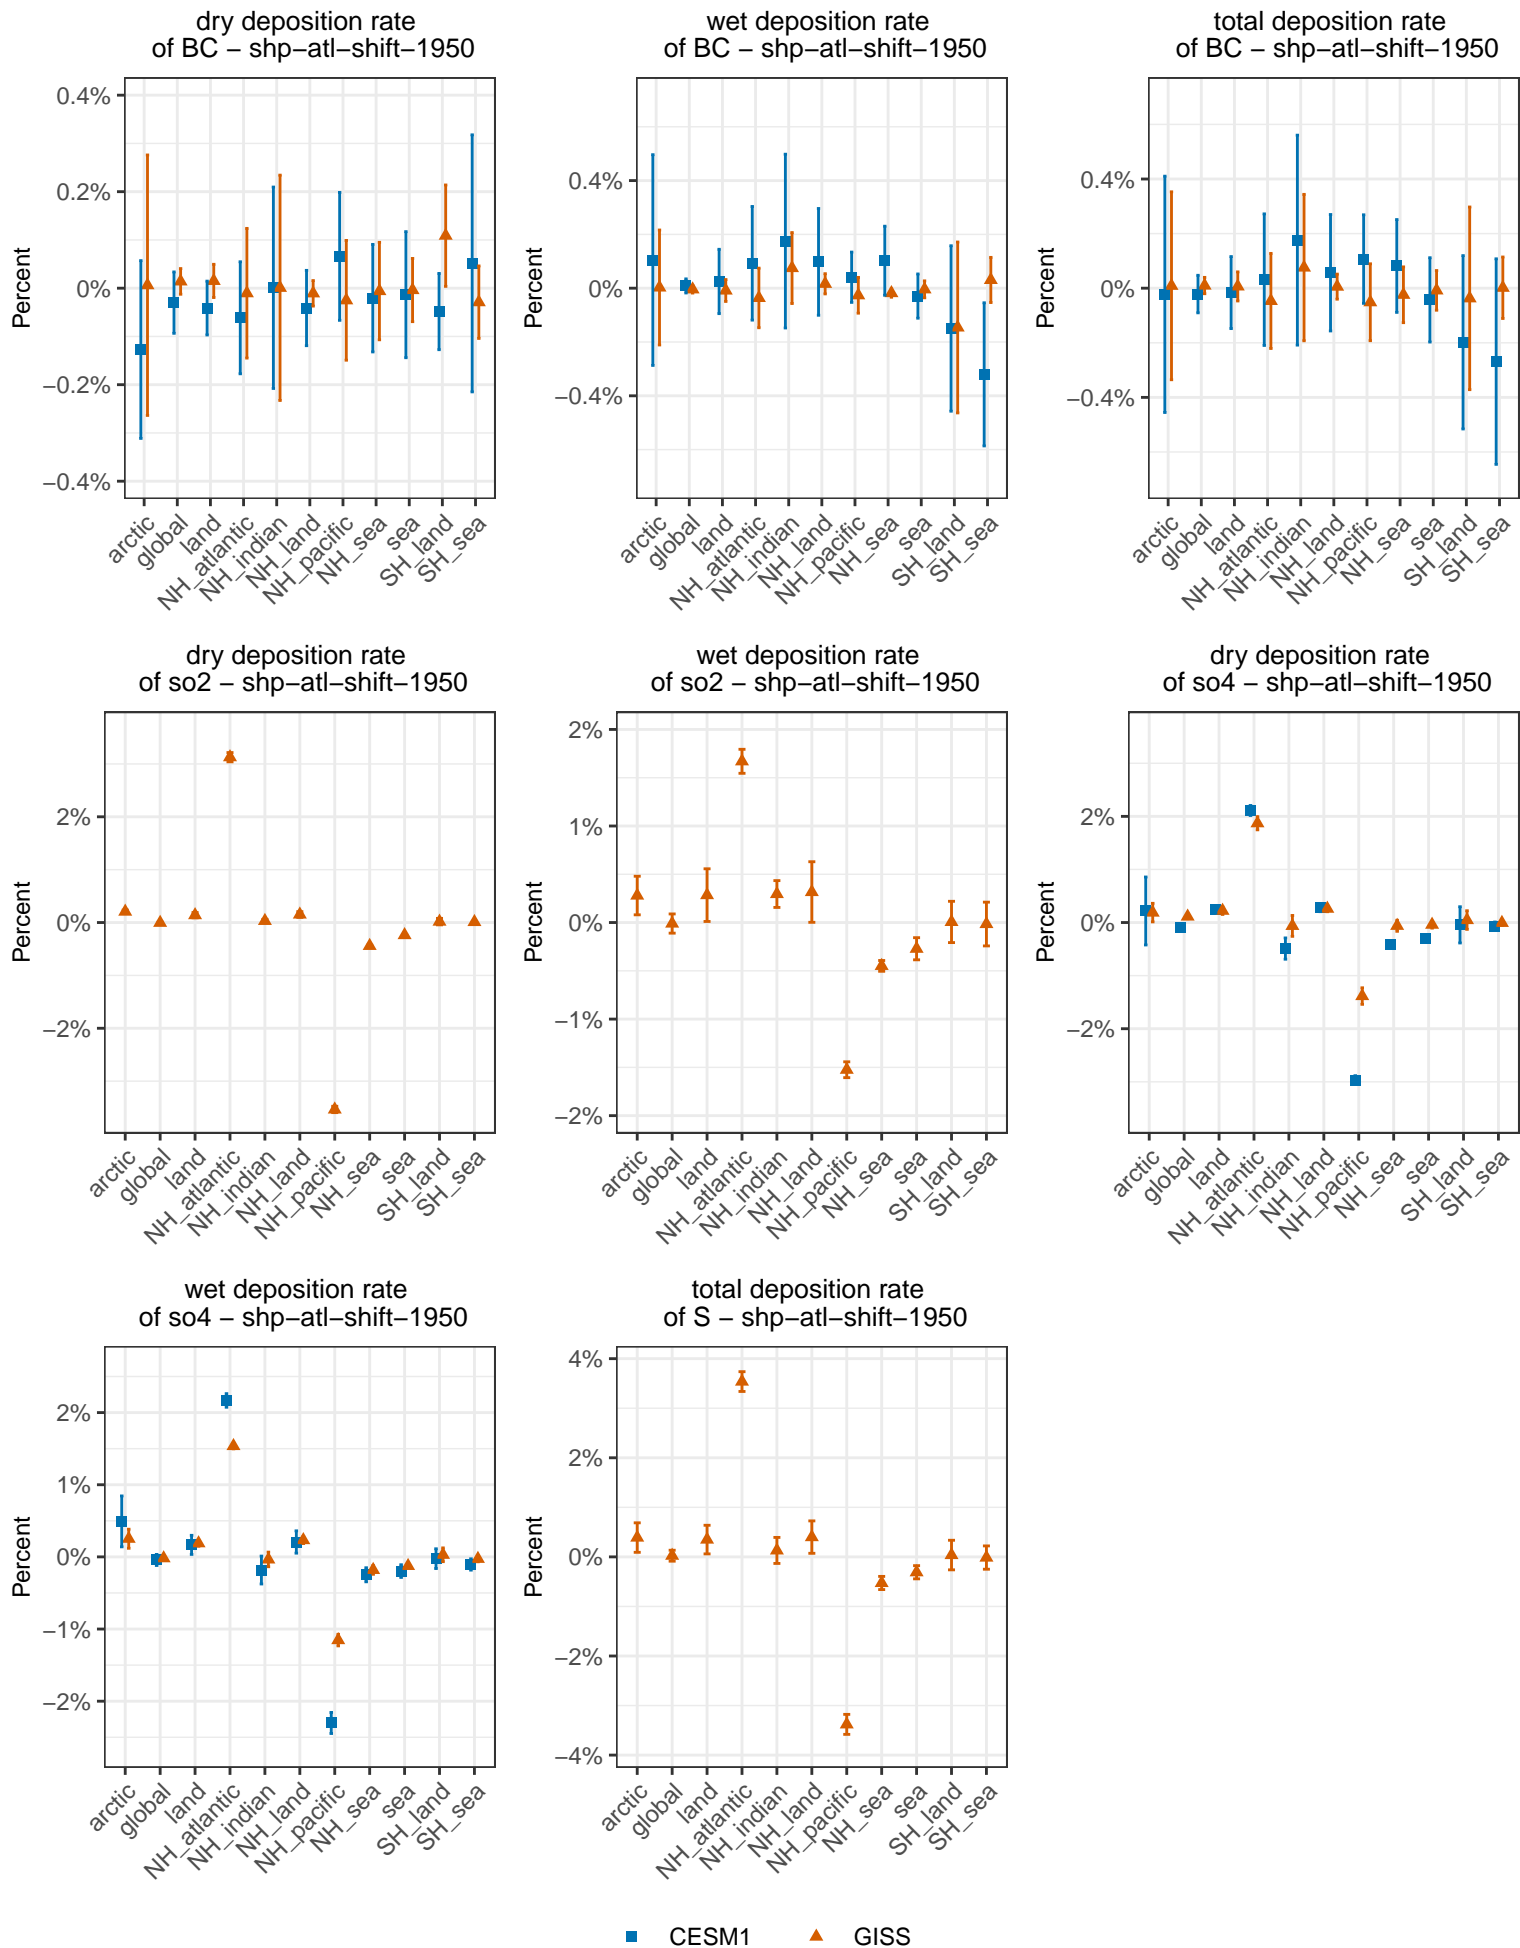 dry deposition rate
of BC − shp−atl−shift−1950
Percent
0.4%
0.2%
0%
−0.2%
−0.4%
arctic
global
land
NH_atlantic
NH_indian
NH_land
NH_pacific
NH_sea
sea
SH_land
SH_sea
wet deposition rate
of BC − shp−atl−shift−1950
Percent
0.4%
0%
−0.4%
arctic
global
land
NH_atlantic
NH_indian
NH_land
NH_pacific
NH_sea
sea
SH_land
SH_sea
total deposition rate
of BC − shp−atl−shift−1950
Percent
0.4%
0%
−0.4%
arctic
global
land
NH_atlantic
NH_indian
NH_land
NH_pacific
NH_sea
sea
SH_land
SH_sea
dry deposition rate
of so2 − shp−atl−shift−1950
Percent
2%
0%
−2%
arctic
global
land
NH_atlantic
NH_indian
NH_land
NH_pacific
NH_sea
sea
SH_land
SH_sea
wet deposition rate
of so2 − shp−atl−shift−1950
Percent
2%
1%
0%
−1%
−2%
arctic
global
land
NH_atlantic
NH_indian
NH_land
NH_pacific
NH_sea
sea
SH_land
SH_sea
dry deposition rate
of so4 − shp−atl−shift−1950
Percent
2%
0%
−2%
arctic
global
land
NH_atlantic
NH_indian
NH_land
NH_pacific
NH_sea
sea
SH_land
SH_sea
wet deposition rate
of so4 − shp−atl−shift−1950
Percent
2%
1%
0%
−1%
−2%
arctic
global
land
NH_atlantic
NH_indian
NH_land
NH_pacific
NH_sea
sea
SH_land
SH_sea
total deposition rate
of S − shp−atl−shift−1950
Percent
4%
2%
0%
−2%
−4%
arctic
global
land
NH_atlantic
NH_indian
NH_land
NH_pacific
NH_sea
sea
SH_land
SH_sea
CESM1 GISS